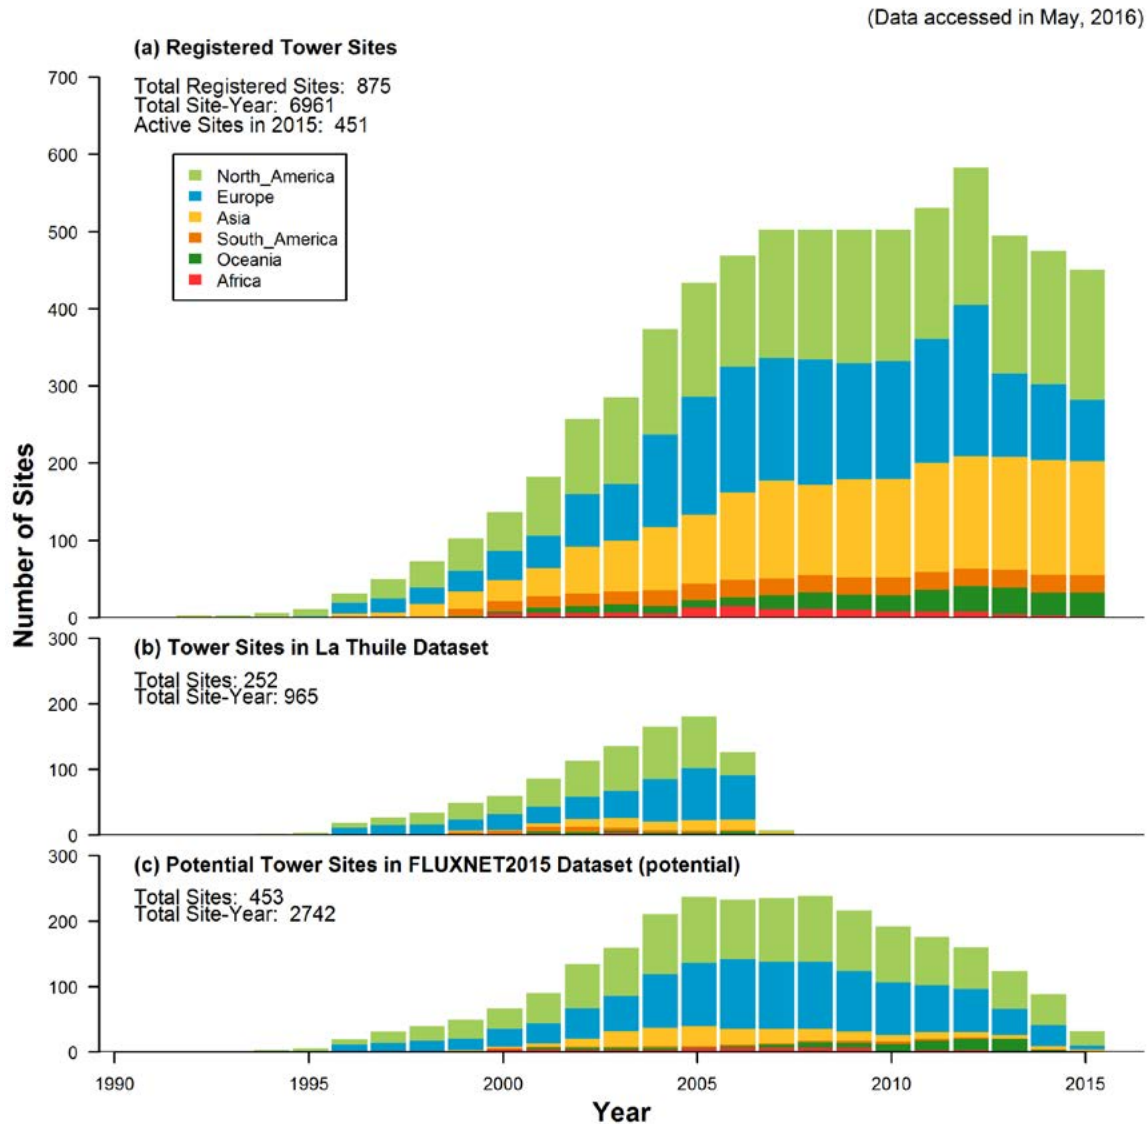 (Data accessed in May, 2016)
(a) Registered Tower Sites
Total Registered Sites: 875
Total Site-Year: 6961
Active Sites in 2015: 451
North_America
Europe
Asia
South_America
Oceania
Africa
700
600
500
400
300
200
100
0
Number of Sites
(b) Tower Sites in La Thuile Dataset
Total Sites: 252
Total Site-Year: 965
300
200
100
0
(c) Potential Tower Sites in FLUXNET2015 Dataset (potential)
Total Sites: 453
Total Site-Year: 2742
300
200
100
0
1990 1995 2000 2005 2010 2015
Year